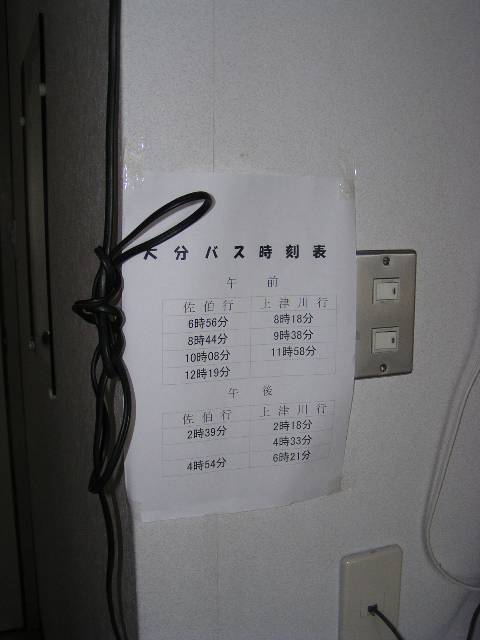 大分バス時刻表
午前
佐伯行 上津川行
6時56分 8時18分
8時44分 9時38分
10時08分 11時58分
12時19分
午後
佐伯行 上津川行
2時39分 2時18分
4時33分
4時54分 6時21分